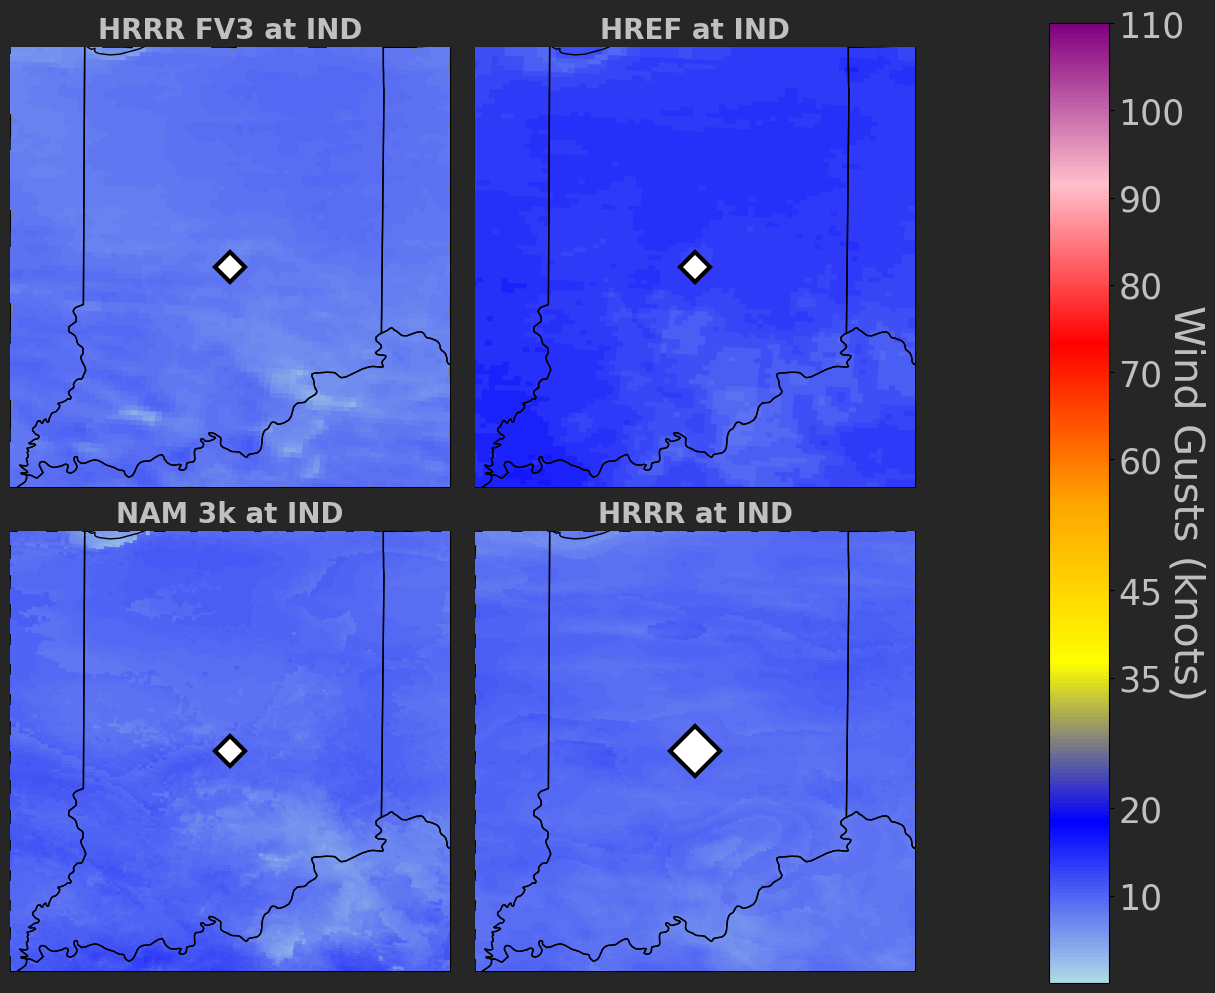 HRRR FV3 at IND
HREF at IND
NAM 3k at IND
HRRR at IND
110
100
90
80
70
60
45
35
20
10
Wind Gusts (knots)